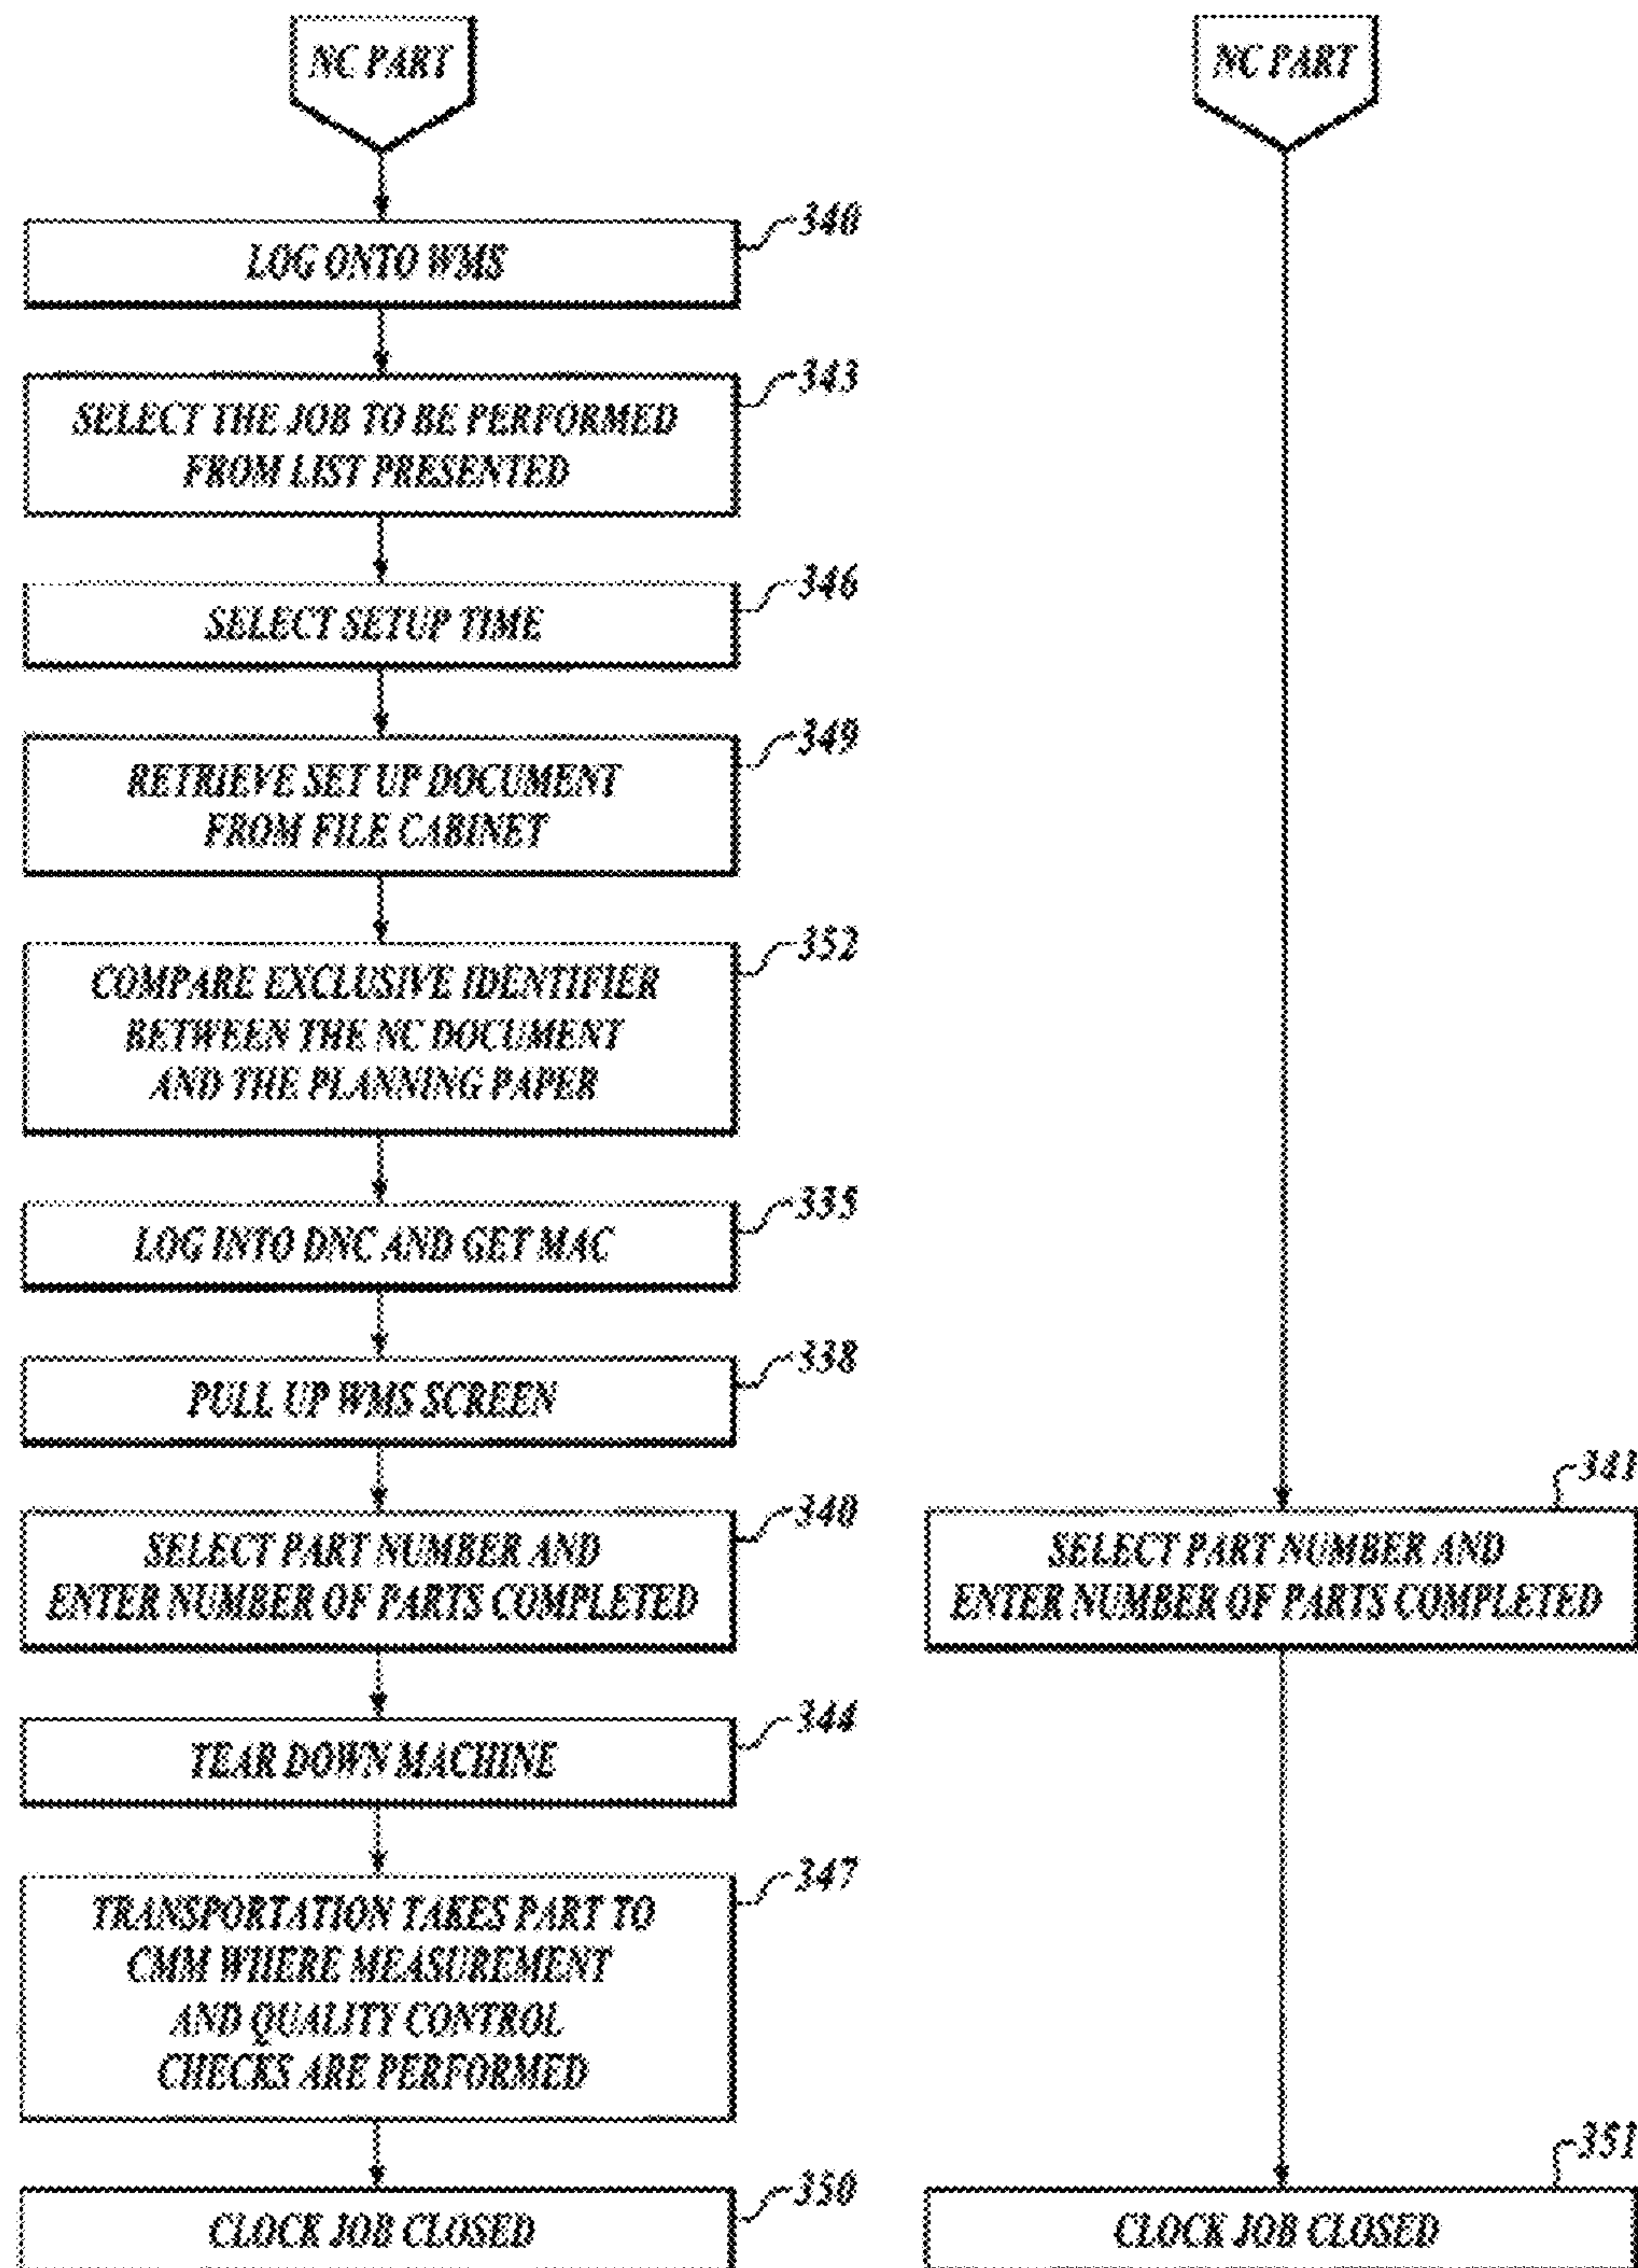 NC PART
340
LOG ONTO WMS
343
SELECT THE JOB TO BE PERFORMED
FROM LIST PRESENTED
346
SELECT SETUP TIME
349
RETRIEVE SET UP DOCUMENT
FROM FILE CABINET
352
COMPARE EXCLUSIVE IDENTIFIER
BETWEEN THE NC DOCUMENT
AND THE PLANNING PAPER
335
LOG INTO DNC AND GET MAC
338
PULL UP WMS SCREEN
340
SELECT PART NUMBER AND
ENTER NUMBER OF PARTS COMPLETED
344
TEAR DOWN MACHINE
347
TRANSPORTATION TAKES PART TO
CMM WHERE MEASUREMENT
AND QUALITY CONTROL
CHECKS ARE PERFORMED
350
CLOCK JOB CLOSED
NC PART
341
SELECT PART NUMBER AND
ENTER NUMBER OF PARTS COMPLETED
351
CLOCK JOB CLOSED